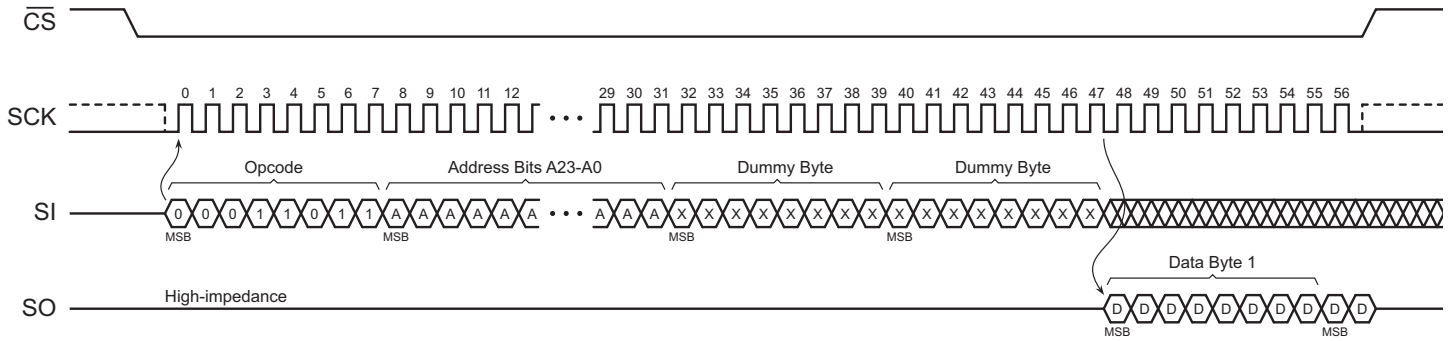 CS
SCK
0 1 2 3 4 5 6 7 8 9 10 11 12 • • • 29 30 31 32 33 34 35 36 37 38 39 40 41 42 43 44 45 46 47 48 49 50 51 52 53 54 55 56
Opcode Address Bits A23-A0 Dummy Byte Dummy Byte
SI
0 0 0 1 1 0 1 1 A A A A A A • • • A A A X X X X X X X X X X X X X X X X
MSB MSB MSB MSB
Data Byte 1
SO
High-impedance
D D D D D D D D D D
MSB MSB